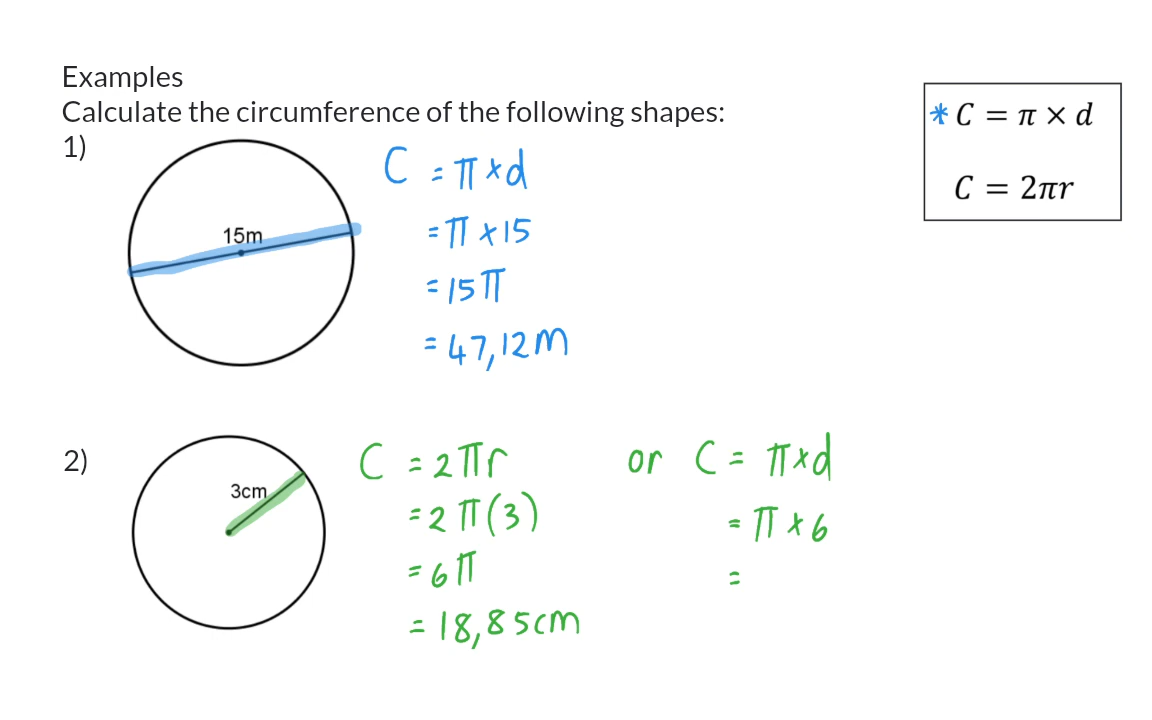 Examples
Calculate the circumference of the following shapes:
* C = π × d
C = 2πr
1)
15m
C = π × d
= π × 15
= 15π
= 47,12m
2)
3cm
C = 2πr
= 2π(3)
= 6π
= 18,85cm
or C = π × d
= π × 6
=